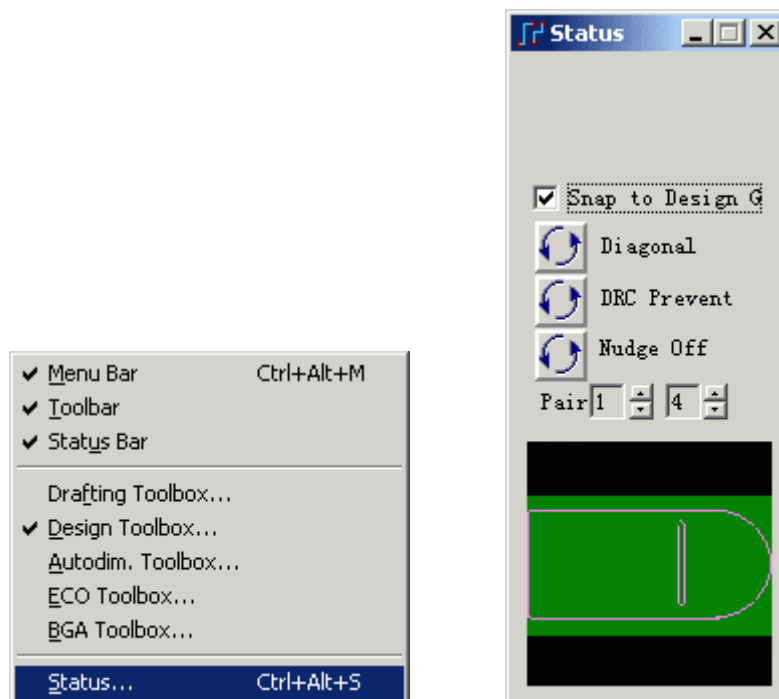 Menu Bar Ctrl+Alt+M
Toolbar
Status Bar
Drafting Toolbox...
Design Toolbox...
Autodim. Toolbox...
ECO Toolbox...
BGA Toolbox...
Status... Ctrl+Alt+S
Status
Snap to Design G
Diagonal
DRC Prevent
Nudge Off
Pair 1 4